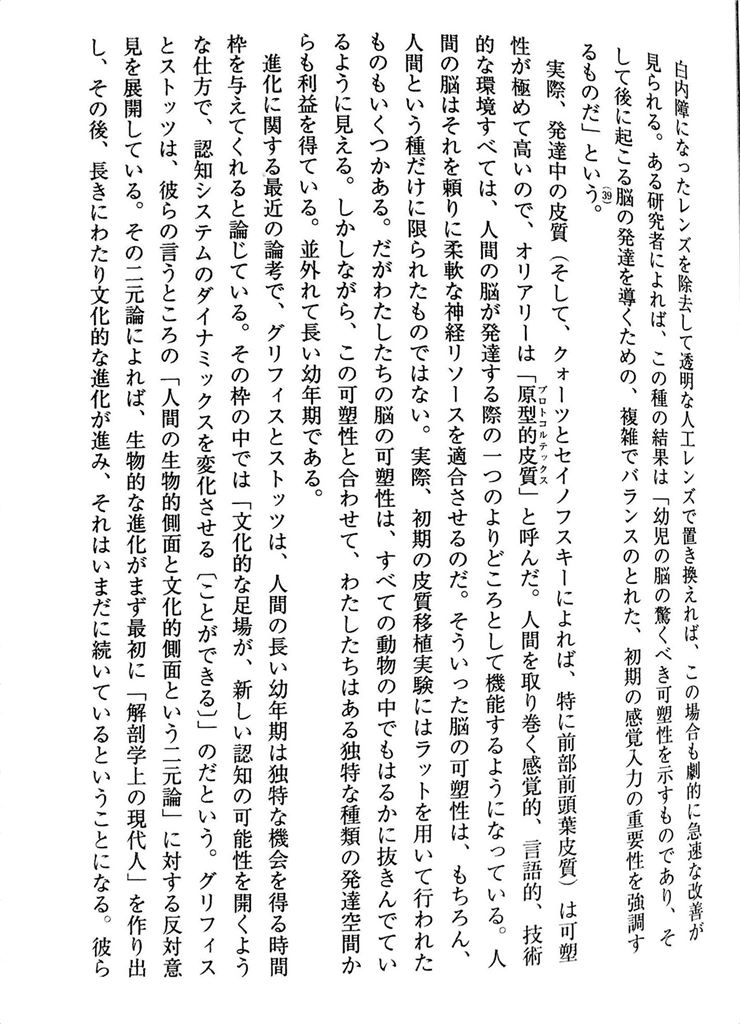 白内障になったレンズを除去して透明な人工レンズで置き換えれば、この場合も劇的に急速な改善が
見られる。ある研究者によれば、この種の結果は「幼児の脳の驚くべき可塑性を示すものであり、そ
して後に起こる脳の発達を導くための、複雑でバランスのとれた、初期の感覚入力の重要性を強調す
るものだ」という。(39)
実際、発達中の皮質（そして、クォーツとセイノフスキーによれば、特に前部前頭葉皮質）は可塑
性が極めて高いので、オリアリーは「原型的皮質」と呼んだ。人間を取り巻く感覚的、言語的、技術
プロトコルテックス
的な環境すべては、人間の脳が発達する際の一つのよりどころとして機能するようになっている。人
間の脳はそれを頼りに柔軟な神経リソースを適合させるのだ。そういった脳の可塑性は、もちろん、
人間という種だけに限られたものではない。実際、初期の皮質移植実験にはラットを用いて行われた
ものもいくつかある。だがわたしたちの脳の可塑性は、すべての動物の中でもはるかに抜きんでてい
るように見える。しかしながら、この可塑性と合わせて、わたしたちはある独特な種類の発達空間か
らも利益を得ている。並外れて長い幼年期である。
進化に関する最近の論考で、グリフィスとストッツは、人間の長い幼年期は独特な機会を得る時間
枠を与えてくれると論じている。その枠の中では「文化的な足場が、新しい認知の可能性を開くよう
な仕方で、認知システムのダイナミックスを変化させる〔ことができる〕」のだという。グリフィス
とストッツは、彼らの言うところの「人間の生物的側面と文化的側面という二元論」に対する反対意
見を展開している。その二元論によれば、生物的な進化がまず最初に「解剖学上の現代人」を作り出
し、その後、長きにわたり文化的な進化が進み、それはいまだに続いているということになる。彼ら